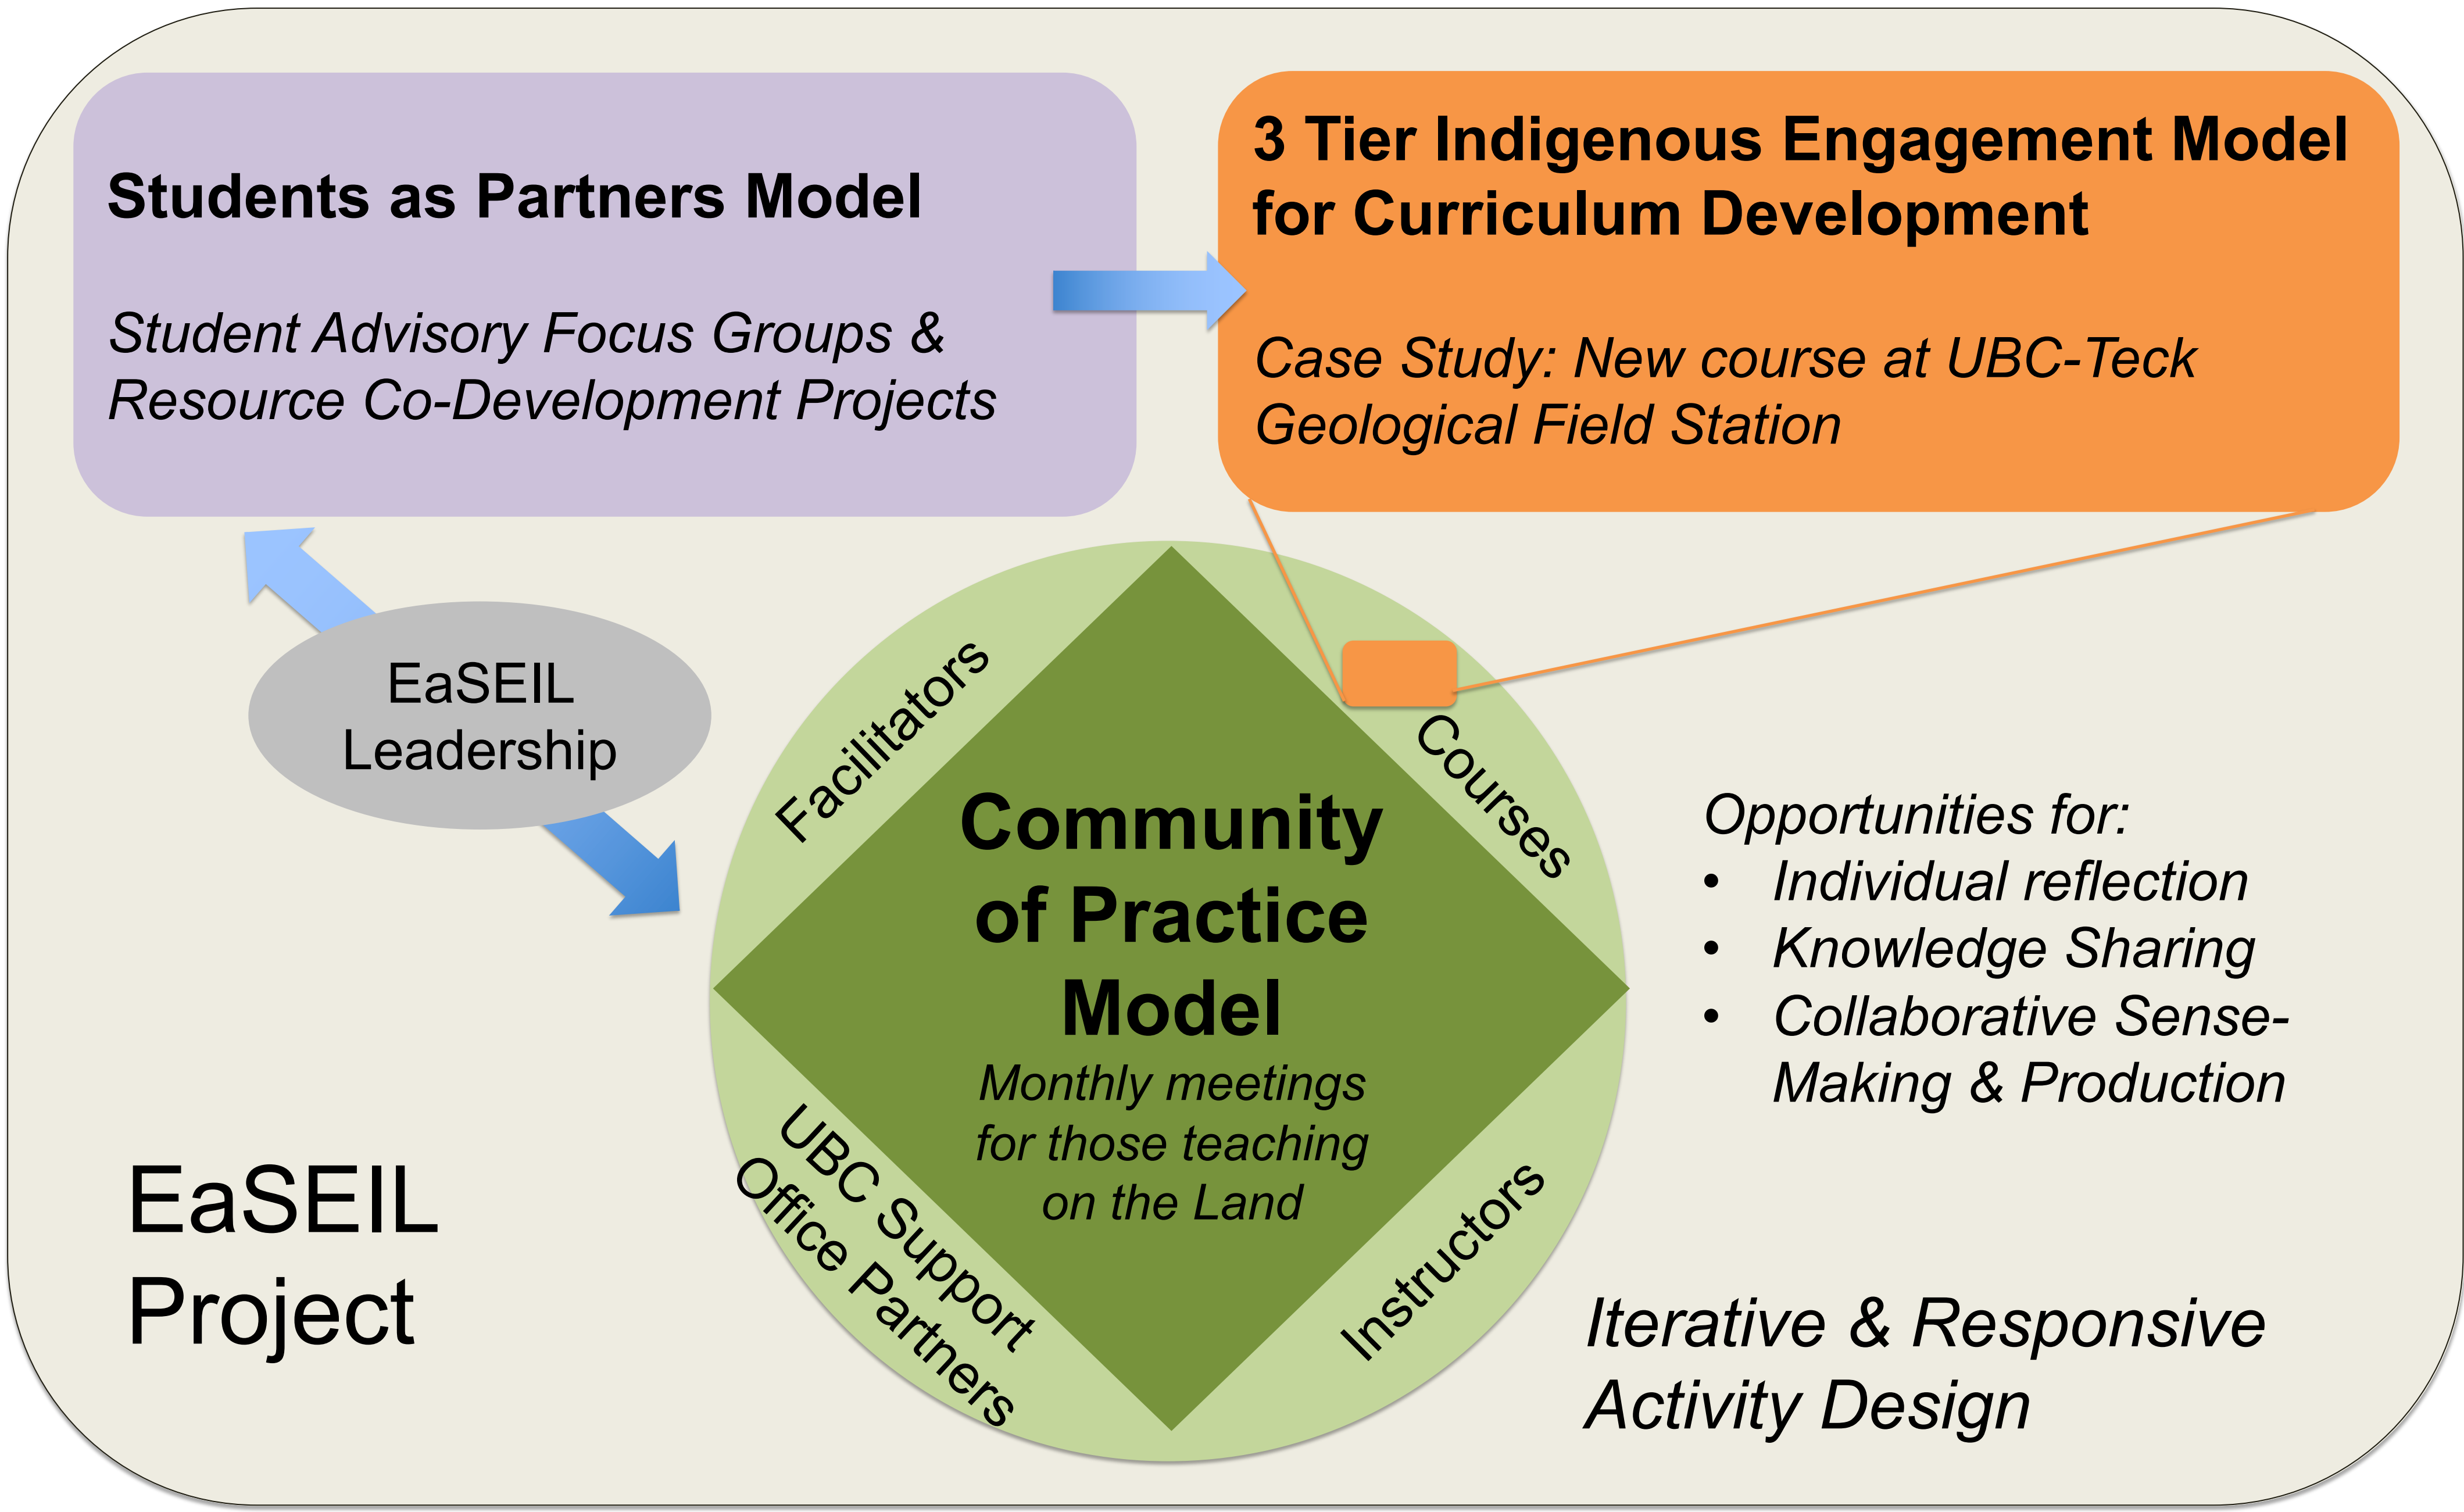 Students as Partners Model
Student Advisory Focus Groups &
Resource Co-Development Projects
3 Tier Indigenous Engagement Model
for Curriculum Development
Case Study: New course at UBC-Teck
Geological Field Station
EaSEIL
Leadership
Facilitators
Courses
Community
of Practice
Model
Monthly meetings
for those teaching
on the Land
UBC Support
Office Partners
Instructors
Opportunities for:
• Individual reflection
• Knowledge Sharing
• Collaborative Sense-
Making & Production
EaSEIL
Project
Iterative & Responsive
Activity Design